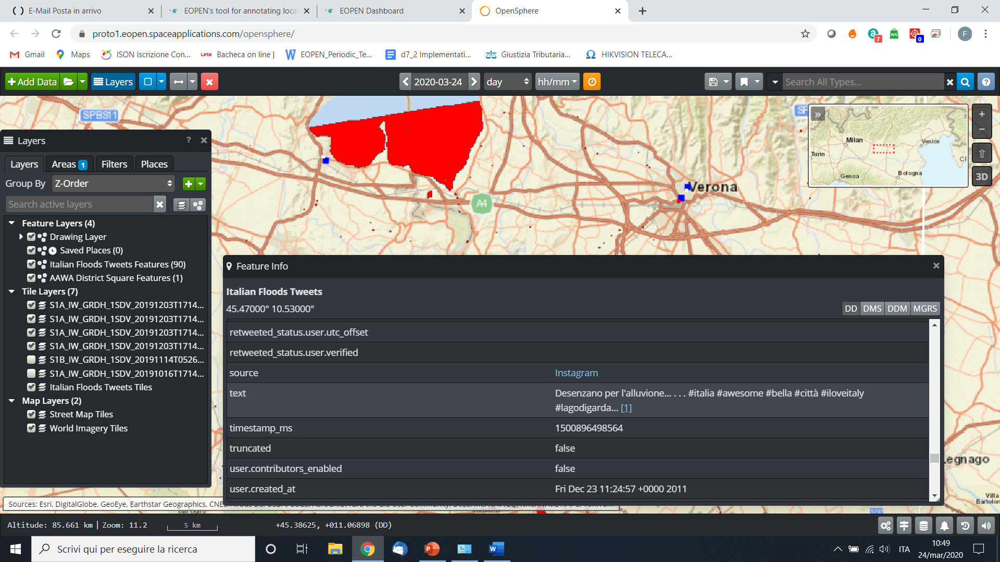 E-Mail Posta in arrivo
EOPEN's tool for annotating loca
EOPEN Dashboard
OpenSphere
proto1.eopen.spaceapplications.com/opensphere/
7
AVG
0
F
Gmail
Maps
ISON Iscrizione Con...
Bacheca on line |
EOPEN_Periodic_Te...
d7_2 Implementati...
Giustizia Tributaria...
HIKVISION TELECA...
Add Data
Layers
2020-03-24
day
hh/mm
Search All Types...
SPBS11
A4
Verona
Milan
Venice
Turin
Bologna
Genoa
3D
Layers
Layers
Areas 1
Filters
Places
Group By
Z-Order
Search active layers
Feature Layers (4)
Drawing Layer
Saved Places (0)
Italian Floods Tweets Features (90)
AAWA District Square Features (1)
Tile Layers (7)
S1A_IW_GRDH_1SDV_20191203T1714...
S1A_IW_GRDH_1SDV_20191203T1714...
S1A_IW_GRDH_1SDV_20191203T1714...
S1A_IW_GRDH_1SDV_20191203T1714...
S1B_IW_GRDH_1SDV_20191114T0526...
S1A_IW_GRDH_1SDV_20191016T1714...
Italian Floods Tweets Tiles
Map Layers (2)
Street Map Tiles
World Imagery Tiles
Feature Info
Italian Floods Tweets
45.47000° 10.53000°
DD DMS DDM MGRS
retweeted_status.user.utc_offset
retweeted_status.user.verified
source Instagram
text Desenzano per l'alluvione... . . . #italia #awesome #bella #città #iloveitaly
#lagodigarda... [1]
timestamp_ms 1500896498564
truncated false
user.contributors_enabled false
user.created_at Fri Dec 23 11:24:57 +0000 2011
Legnago
Villa
Bartolom
Sources: Esri, DigitalGlobe, GeoEye, Earthstar Geographics,
Altitude: 85.661 km | Zoom: 11.2
5 km
+45.38625, +011.06898 (DD)
Scrivi qui per eseguire la ricerca
ITA
10:49
24/mar/2020